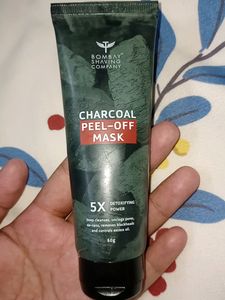 BOMBAY
SHAVING
COMPANY
CHARCOAL
PEEL-OFF
MASK
5X DETOXIFYING
POWER
Deep cleanses, unclogs pores,
de-tans, removes blackheads
and controls excess oil.
60g